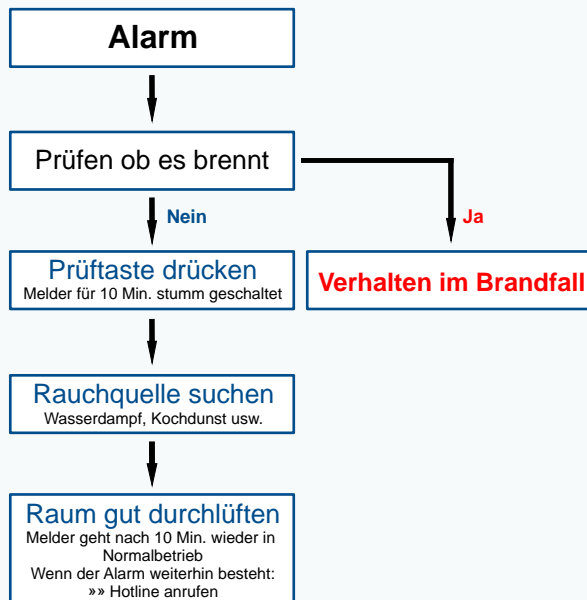 Alarm
Prüfen ob es brennt
Nein
Ja
Prüftaste drücken
Melder für 10 Min. stumm geschaltet
Verhalten im Brandfall
Rauchquelle suchen
Wasserdampf, Kochdunst usw.
Raum gut durchlüften
Melder geht nach 10 Min. wieder in
Normalbetrieb
Wenn der Alarm weiterhin besteht:
»» Hotline anrufen